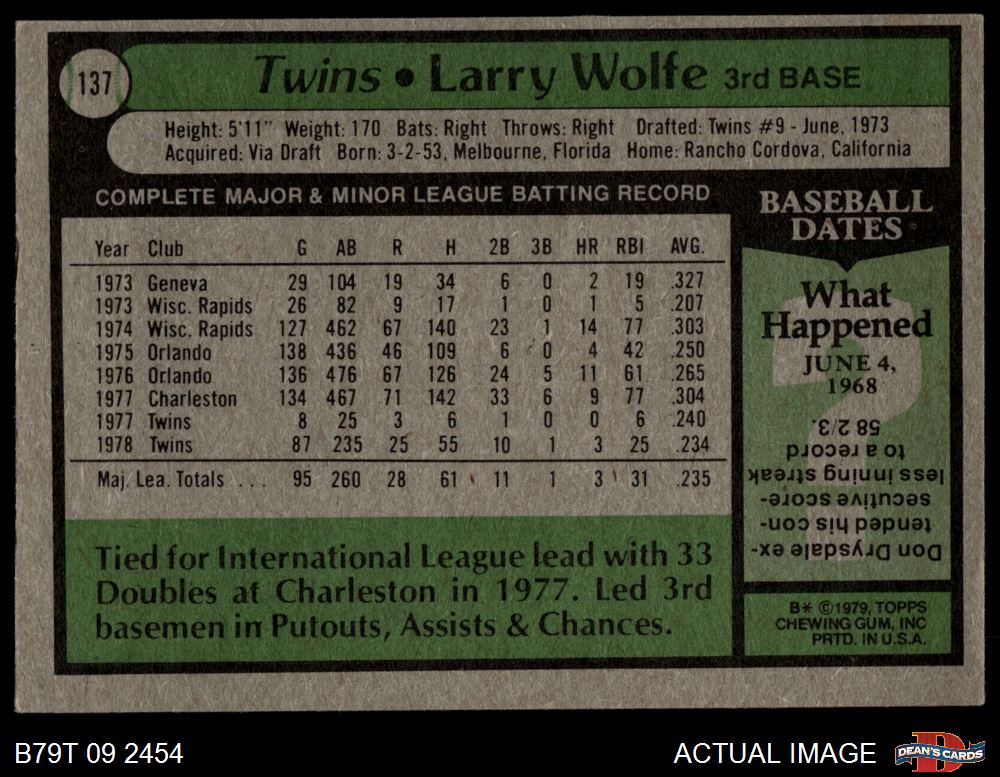 137
Twins • Larry Wolfe 3rd BASE
Height: 5'11" Weight: 170 Bats: Right Throws: Right Drafted: Twins #9 - June, 1973
Acquired: Via Draft Born: 3-2-53, Melbourne, Florida Home: Rancho Cordova, California
COMPLETE MAJOR & MINOR LEAGUE BATTING RECORD
Year Club G AB R H 2B 3B HR RBI AVG.
1973 Geneva 29 104 19 34 6 0 2 19 .327
1973 Wisc. Rapids 26 82 9 17 1 0 1 5 .207
1974 Wisc. Rapids 127 462 67 140 23 1 14 77 .303
1975 Orlando 138 436 46 109 6 0 4 42 .250
1976 Orlando 136 476 67 126 24 5 11 61 .265
1977 Charleston 134 467 71 142 33 6 9 77 .304
1977 Twins 8 25 3 6 1 0 0 6 .240
1978 Twins 87 235 25 55 10 1 3 25 .234
Maj. Lea. Totals . . . 95 260 28 61 11 1 3 31 .235
Tied for International League lead with 33
Doubles at Charleston in 1977. Led 3rd
basemen in Putouts, Assists & Chances.
BASEBALL
DATES
What
Happened
JUNE 4,
1968
Don Drysdale ex-
tended his con-
secutive score-
less inning streak
to a record
58 2/3.
B* ©1979, TOPPS
CHEWING GUM, INC
PRTD. IN U.S.A.
B79T 09 2454
ACTUAL IMAGE
DEAN'S CARDS